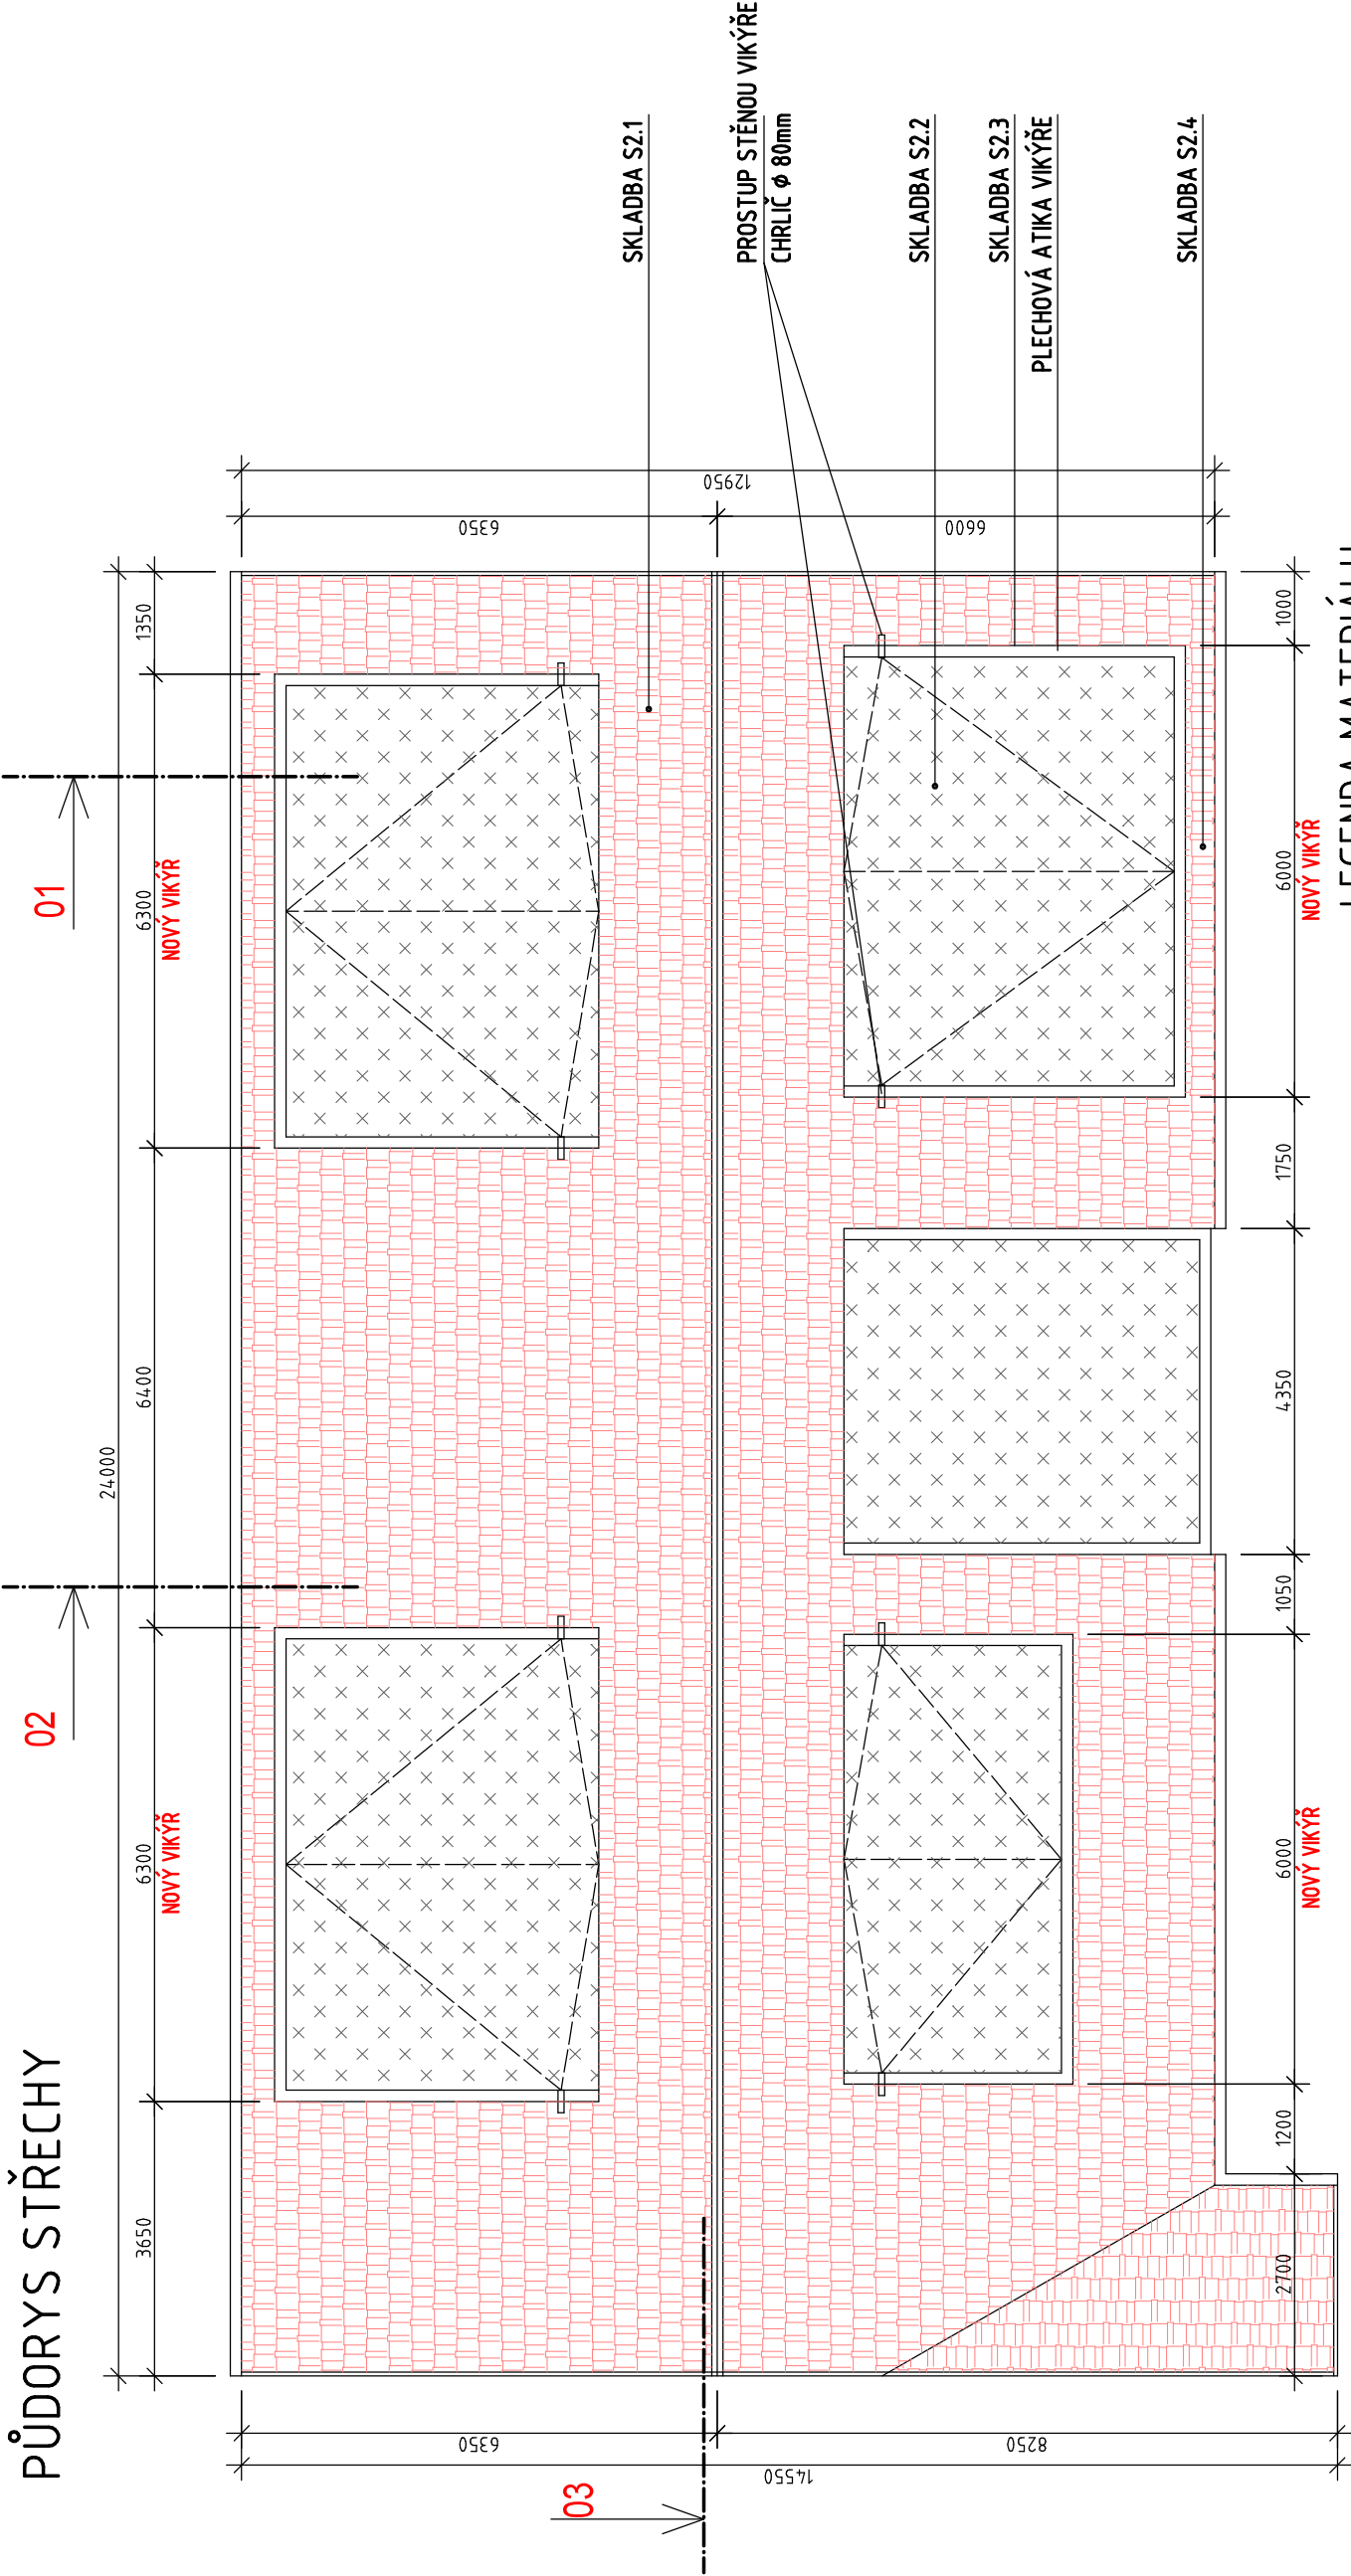 PŮDORYS STŘECHY
02
01
24000
3650
6300
6400
6300
1350
NOVÝ VIKÝŘ
NOVÝ VIKÝŘ
03
6350
8250
14550
6350
6600
12950
SKLADBA S2.1
PROSTUP STĚNOU VIKÝŘE
CHRLIČ ϕ 80mm
SKLADBA S2.2
SKLADBA S2.3
PLECHOVÁ ATIKA VIKÝŘE
SKLADBA S2.4
2700
1200
6000
1050
4350
1750
6000
1000
NOVÝ VIKÝŘ
NOVÝ VIKÝŘ